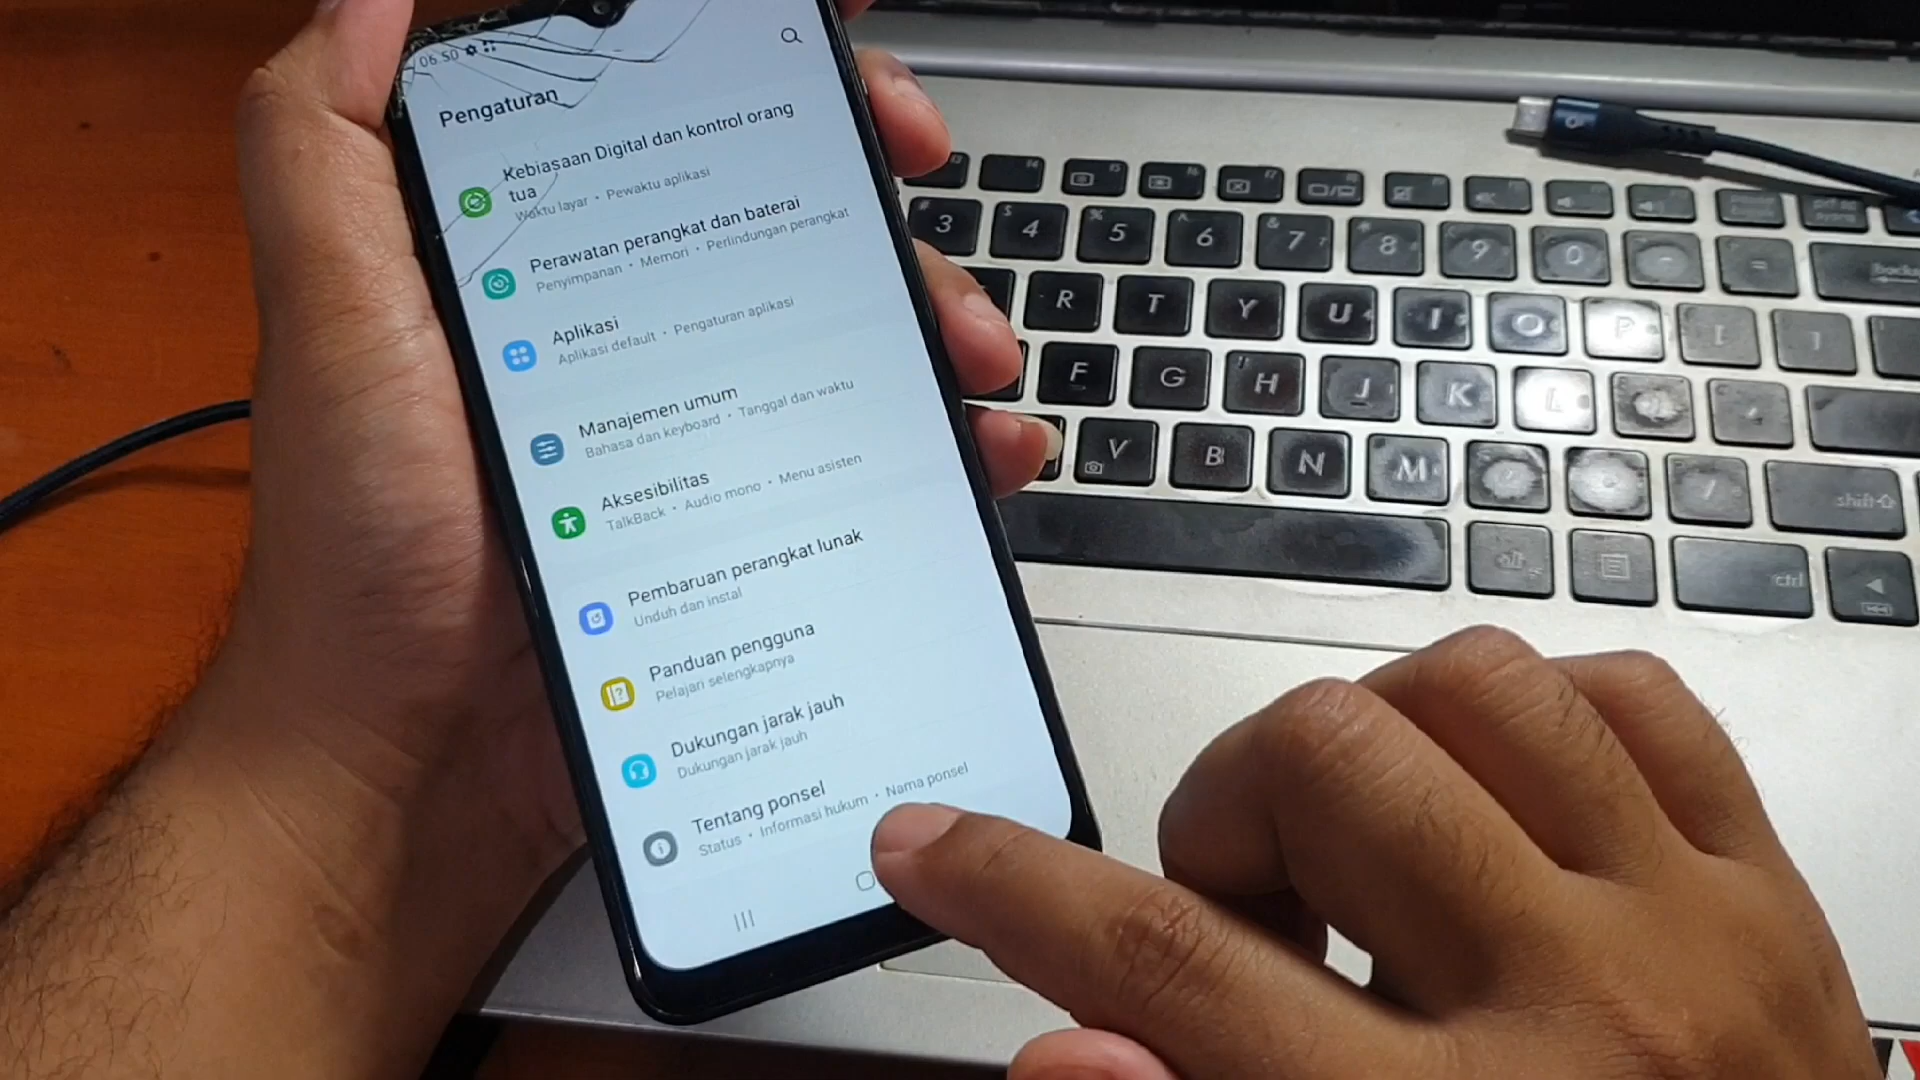 06.50
Pengaturan
Kebiasaan Digital dan kontrol orang
tua
Waktu layar • Pewaktu aplikasi
Perawatan perangkat dan baterai
Penyimpanan • Memori • Perlindungan perangkat
Aplikasi
Aplikasi default • Pengaturan aplikasi
Manajemen umum
Bahasa dan keyboard • Tanggal dan waktu
Aksesibilitas
TalkBack • Audio mono • Menu asisten
Pembaruan perangkat lunak
Unduh dan instal
Panduan pengguna
Pelajari selengkapnya
Dukungan jarak jauh
Dukungan jarak jauh
Tentang ponsel
Status • Informasi hukum • Nama ponsel
# 3 $ 4 % 5 ^ 6 & 7 * 8 9 0 - =
R T Y U I O P [ ]
F G H J K L
V B N M shift
alt ctrl